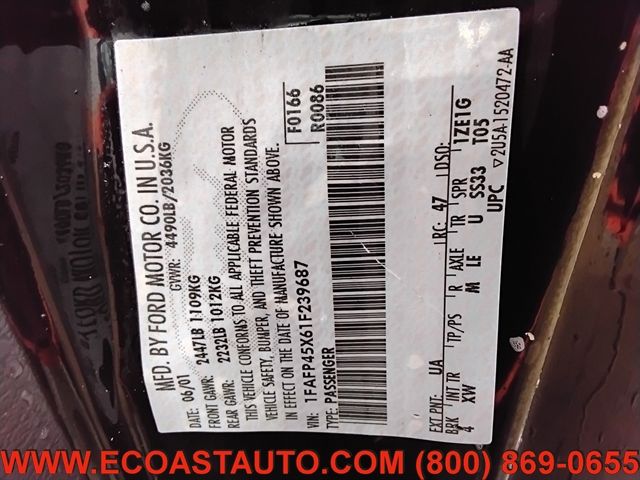 MFD. BY FORD MOTOR CO. IN U.S.A.
DATE: 06/01 GVWR: 4490LB/2036KG
FRONT GAWR: 2447LB 1109KG
REAR GAWR: 2232LB 1012KG
THIS VEHICLE CONFORMS TO ALL APPLICABLE FEDERAL MOTOR
VEHICLE SAFETY, BUMPER, AND THEFT PREVENTION STANDARDS
IN EFFECT ON THE DATE OF MANUFACTURE SHOWN ABOVE.
VIN: 1FAFP45X61F239687
TYPE: PASSENGER
F0166
R0086
EXT PNT: UA RC: 47 DSO:
BRK INT TR TP/PS R AXLE TR SPR 1ZE1G
4 XW M LE U SS33 T05
UPC
V2U5A-1520472-AA
WWW.ECOASTAUTO.COM (800) 869-0655